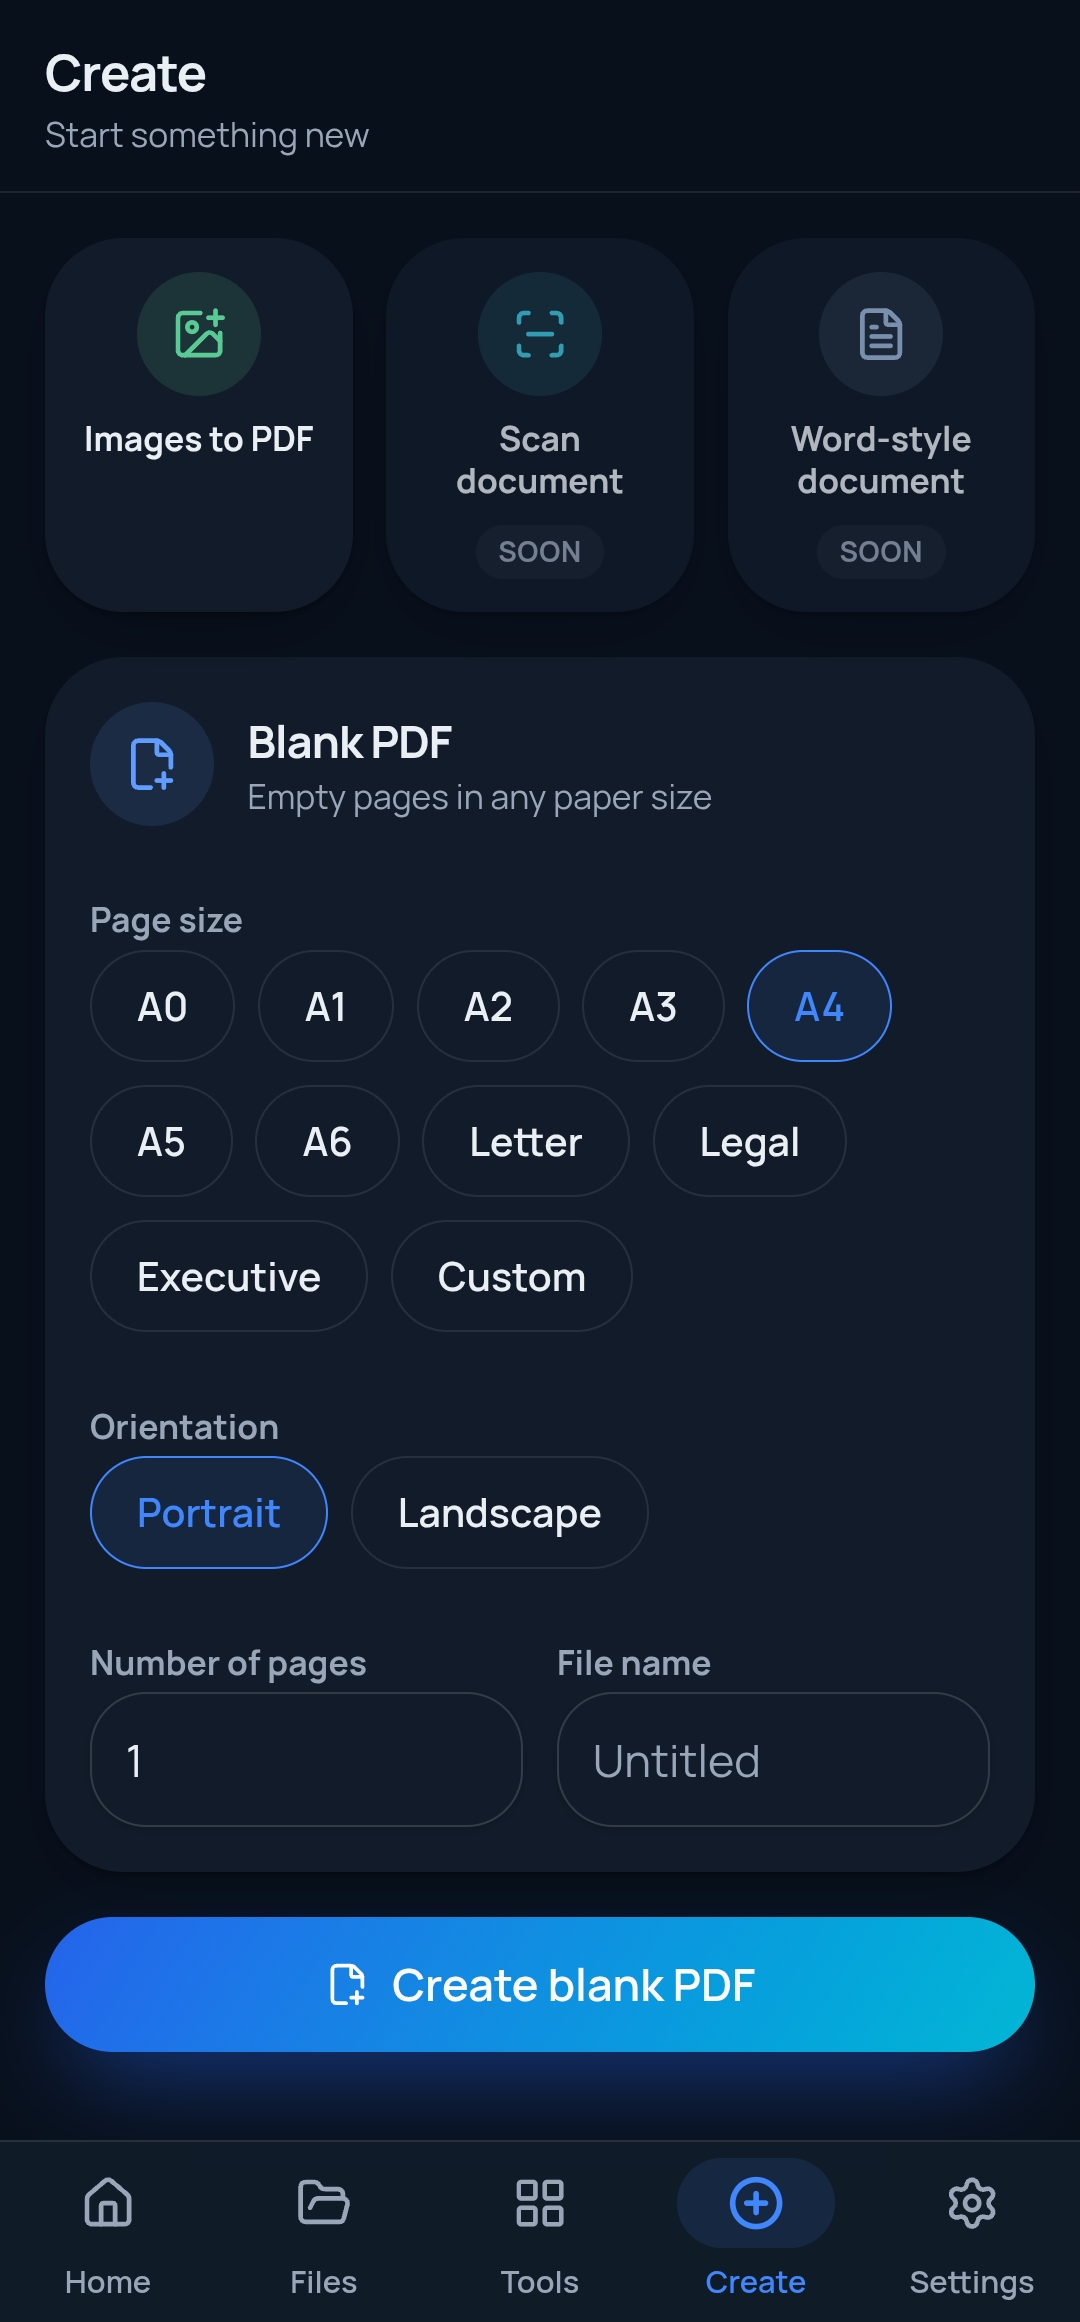 Create
Start something new
Images to PDF
Scan
document
SOON
Word-style
document
SOON
Blank PDF
Empty pages in any paper size
Page size
A0
A1
A2
A3
A4
A5
A6
Letter
Legal
Executive
Custom
Orientation
Portrait
Landscape
Number of pages
File name
1
Untitled
Create blank PDF
Home
Files
Tools
Create
Settings